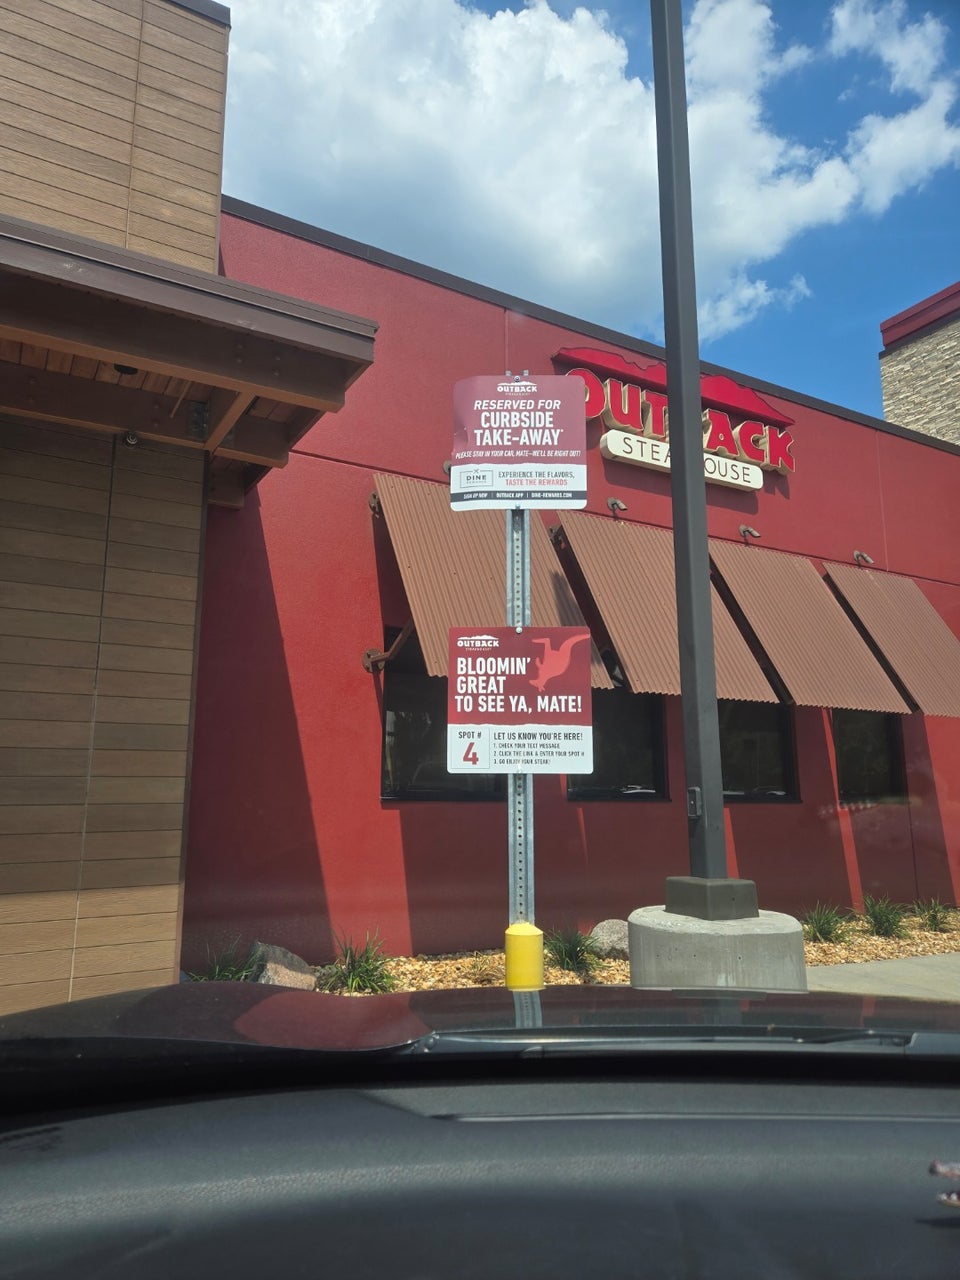 OUTBACK
STEAKHOUSE
RESERVED FOR
CURBSIDE
TAKE-AWAY
PLEASE STAY IN YOUR CAR, MATE—WE'LL BE RIGHT OUT!
DINE
REWARDS
EXPERIENCE THE FLAVORS,
TASTE THE REWARDS
SIGN UP NOW | OUTBACK APP | DINE-REWARDS.COM
OUTBACK
STEAKHOUSE
OUTBACK
STEAKHOUSE
BLOOMIN'
GREAT
TO SEE YA, MATE!
SPOT #
4
LET US KNOW YOU'RE HERE!
1. CHECK YOUR TEXT MESSAGE
2. CLICK THE LINK & ENTER YOUR SPOT #
3. GO ENJOY YOUR STEAK!